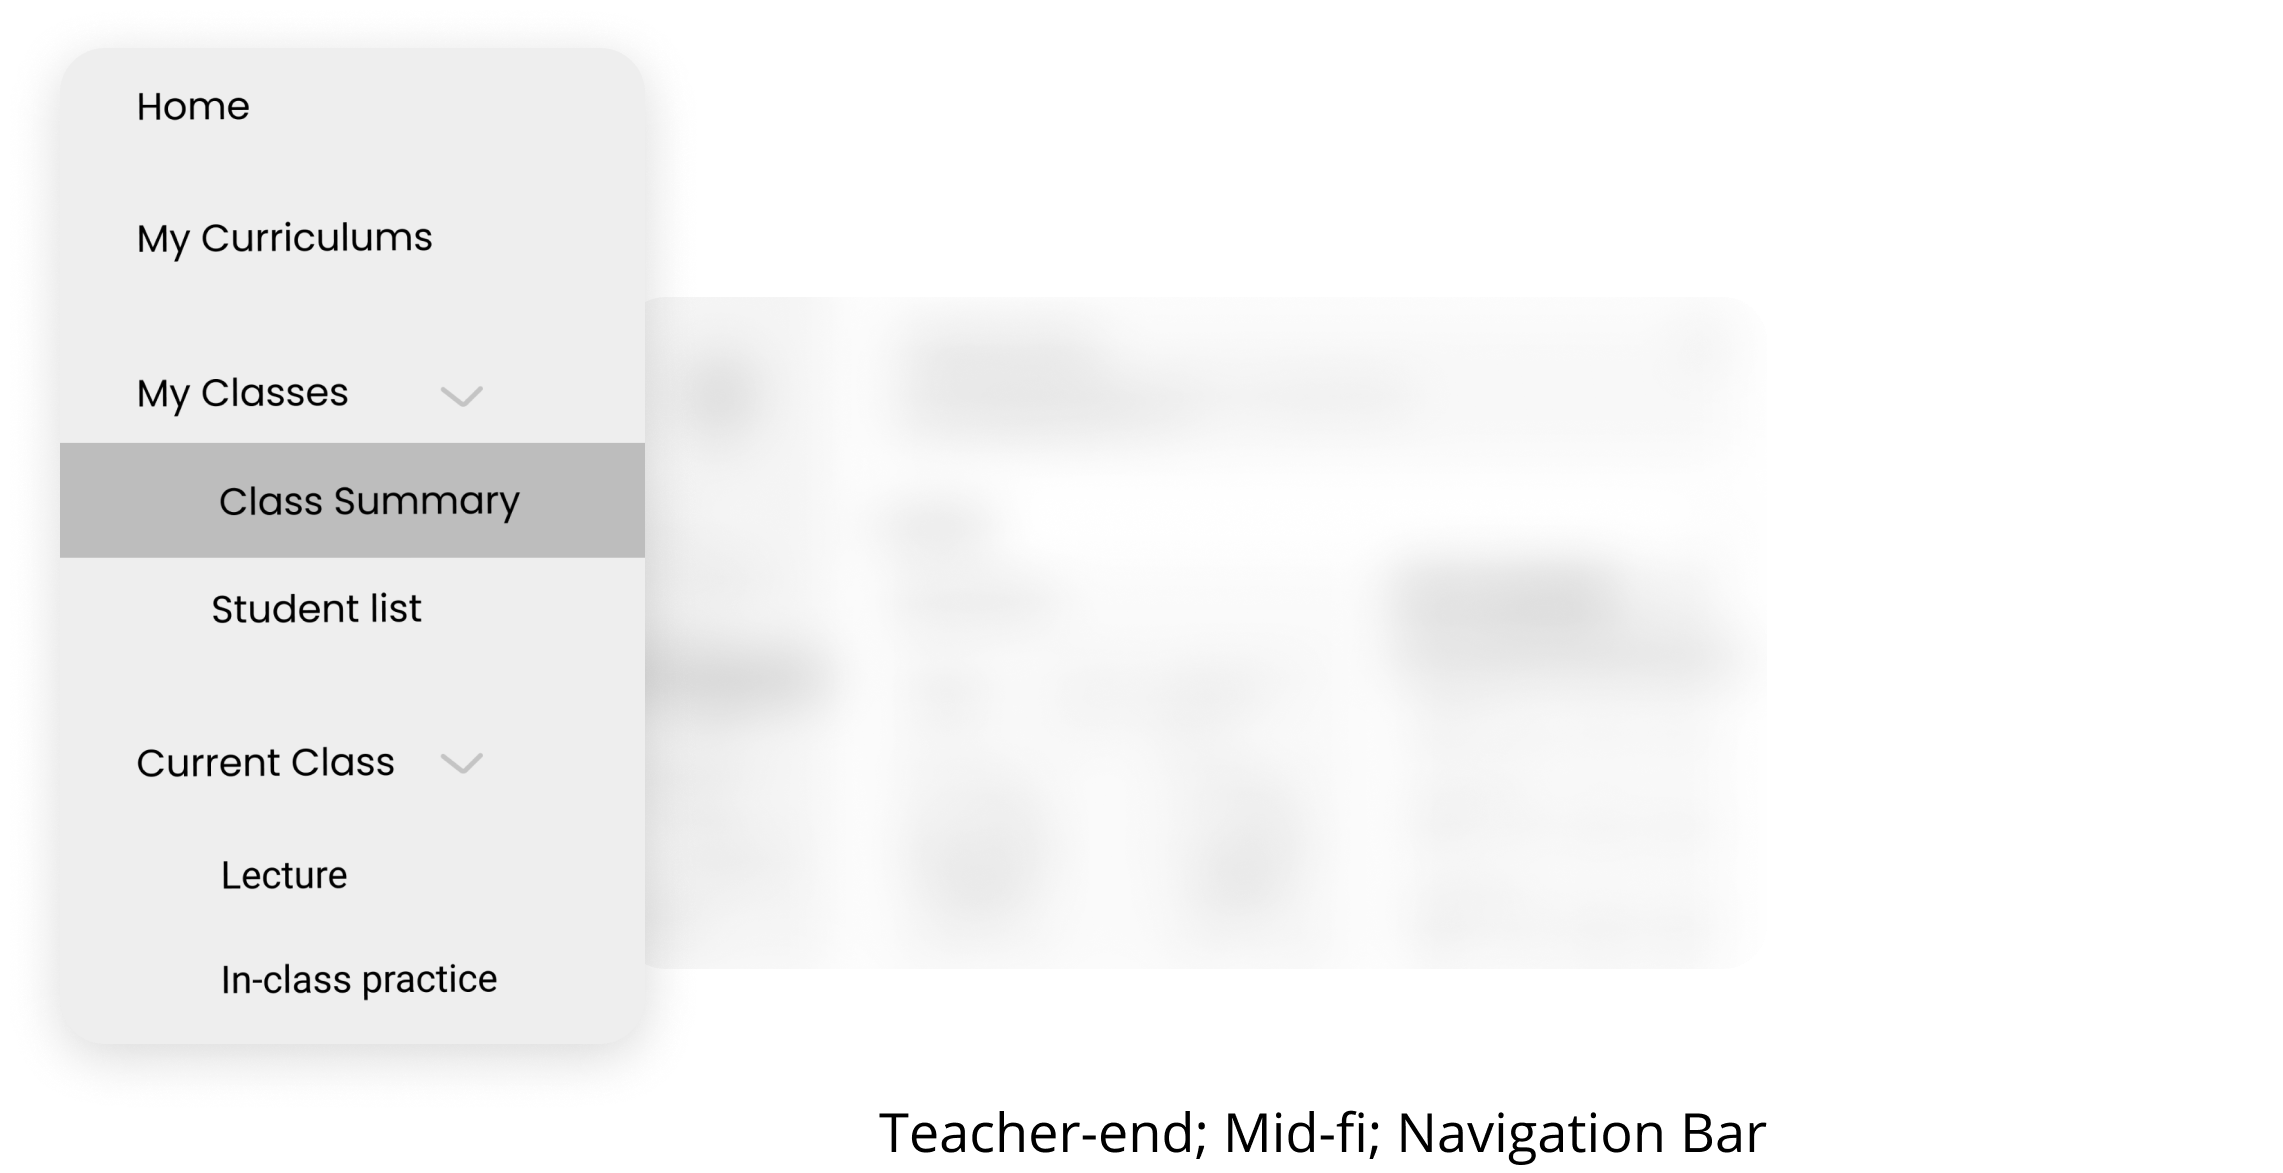 Home
My Curriculums
My Classes
Class Summary
Student list
Current Class
Lecture
In-class practice
Teacher-end; Mid-fi; Navigation Bar